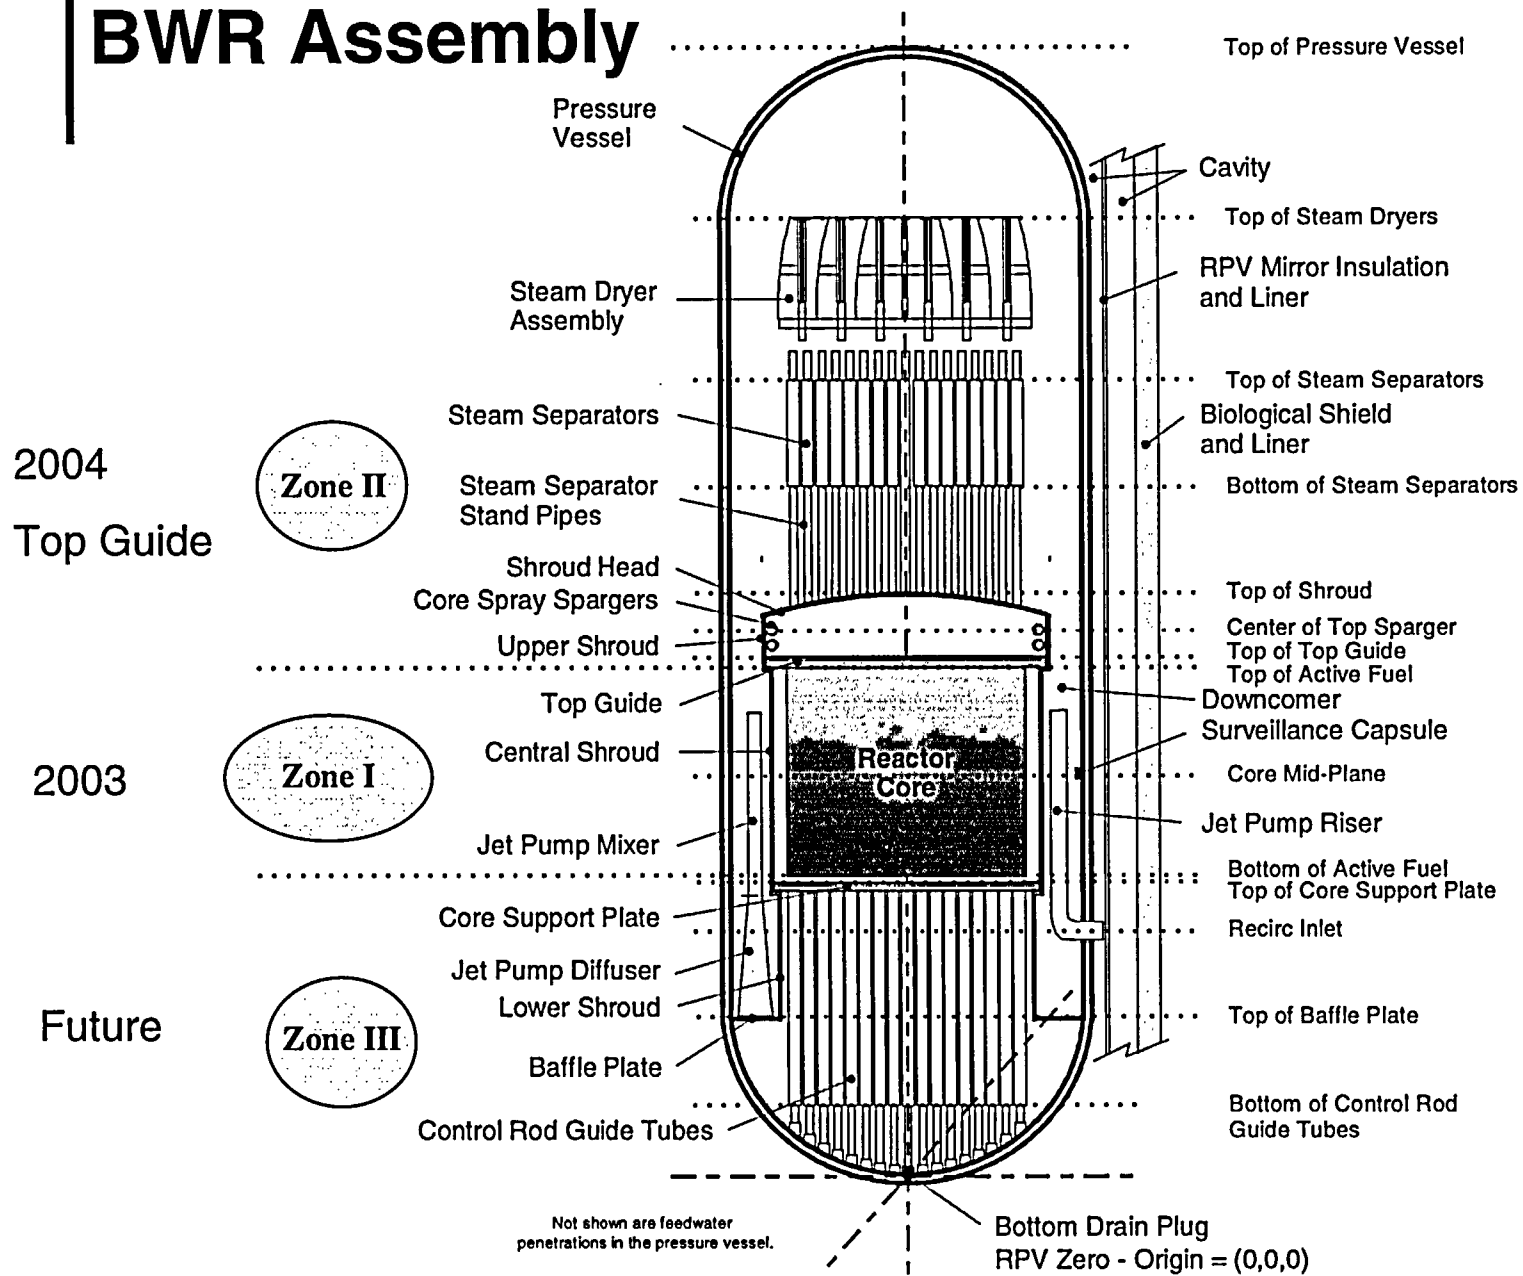 BWR Assembly
Top of Pressure Vessel
Pressure
Vessel
Cavity
Top of Steam Dryers
RPV Mirror Insulation
and Liner
Steam Dryer
Assembly
Top of Steam Separators
Steam Separators
Biological Shield
and Liner
2004
Zone II
Top Guide
Steam Separator
Stand Pipes
Bottom of Steam Separators
Shroud Head
Core Spray Spargers
Upper Shroud
Top of Shroud
Center of Top Sparger
Top of Top Guide
Top of Active Fuel
Downcomer
Top Guide
Central Shroud
Surveillance Capsule
Reactor
Core
Core Mid-Plane
2003
Zone I
Jet Pump Mixer
Jet Pump Riser
Bottom of Active Fuel
Top of Core Support Plate
Core Support Plate
Recirc Inlet
Jet Pump Diffuser
Lower Shroud
Top of Baffle Plate
Future
Zone III
Baffle Plate
Control Rod Guide Tubes
Bottom of Control Rod
Guide Tubes
Not shown are feedwater
penetrations in the pressure vessel.
Bottom Drain Plug
RPV Zero - Origin = (0,0,0)